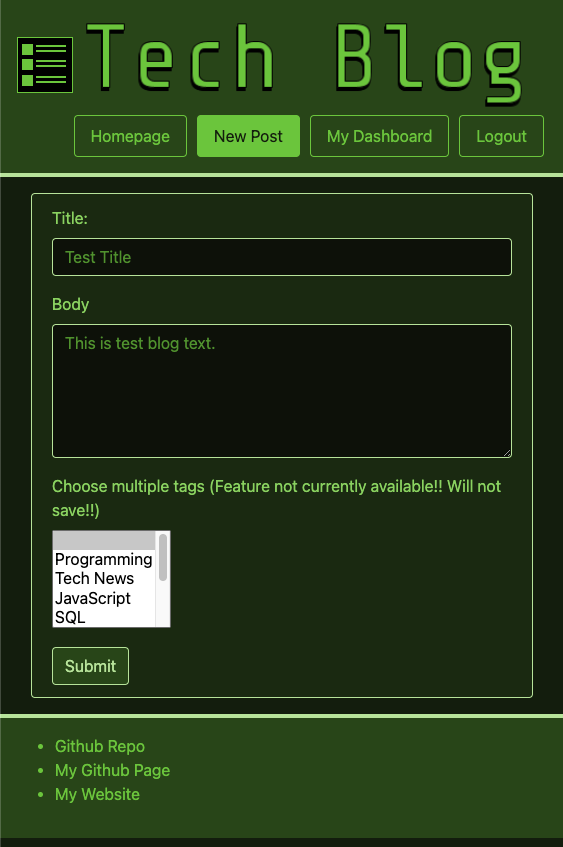 Tech Blog
Homepage New Post My Dashboard Logout
Title:
Test Title
Body
This is test blog text.
Choose multiple tags (Feature not currently available!! Will not
save!!)
Programming
Tech News
JavaScript
SQL
Submit
Github Repo
My Github Page
My Website